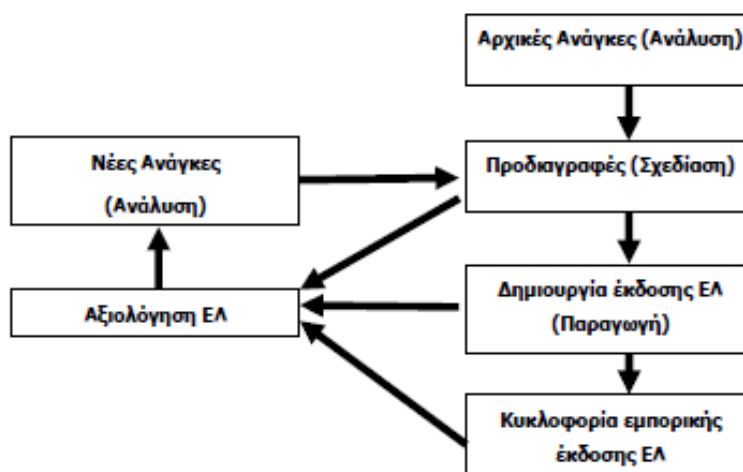 Αρχικές Ανάγκες (Ανάλυση)
Νέες Ανάγκες
(Ανάλυση)
Προδιαγραφές (Σχεδίαση)
Αξιολόγηση ΕΛ
Δημιουργία έκδοσης ΕΛ
(Παραγωγή)
Κυκλοφορία εμπορικής
έκδοσης ΕΛ